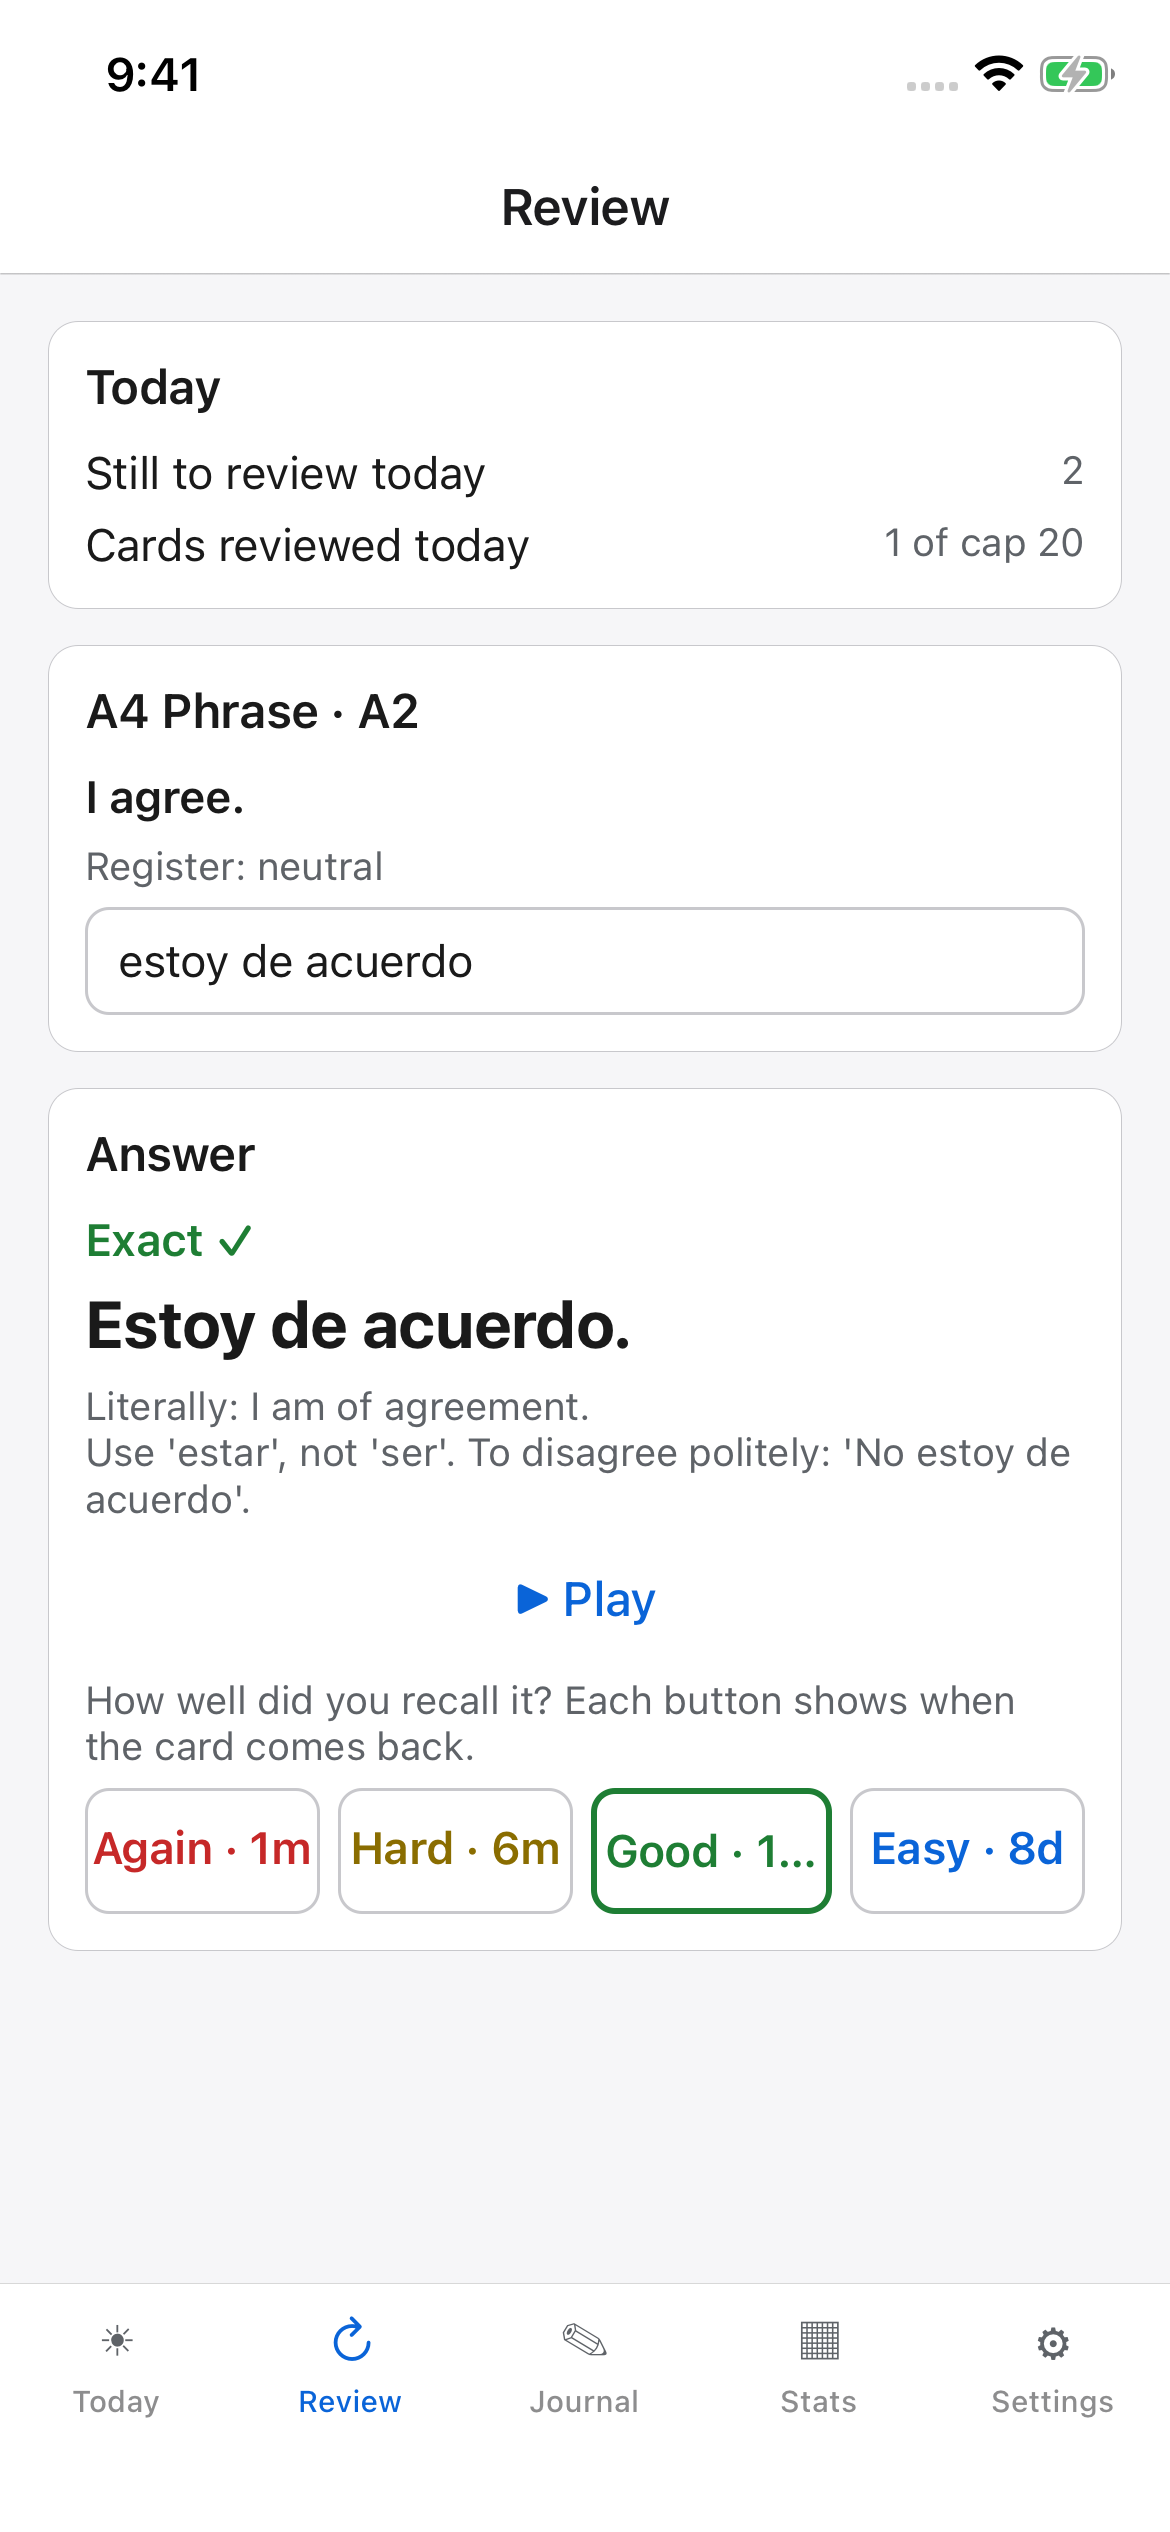 9:41
Review
Today
Still to review today 2
Cards reviewed today 1 of cap 20
A4 Phrase · A2
I agree.
Register: neutral
estoy de acuerdo
Answer
Exact ✓
Estoy de acuerdo.
Literally: I am of agreement.
Use 'estar', not 'ser'. To disagree politely: 'No estoy de
acuerdo'.
▶ Play
How well did you recall it? Each button shows when
the card comes back.
Again · 1m Hard · 6m Good · 1... Easy · 8d
Today Review Journal Stats Settings